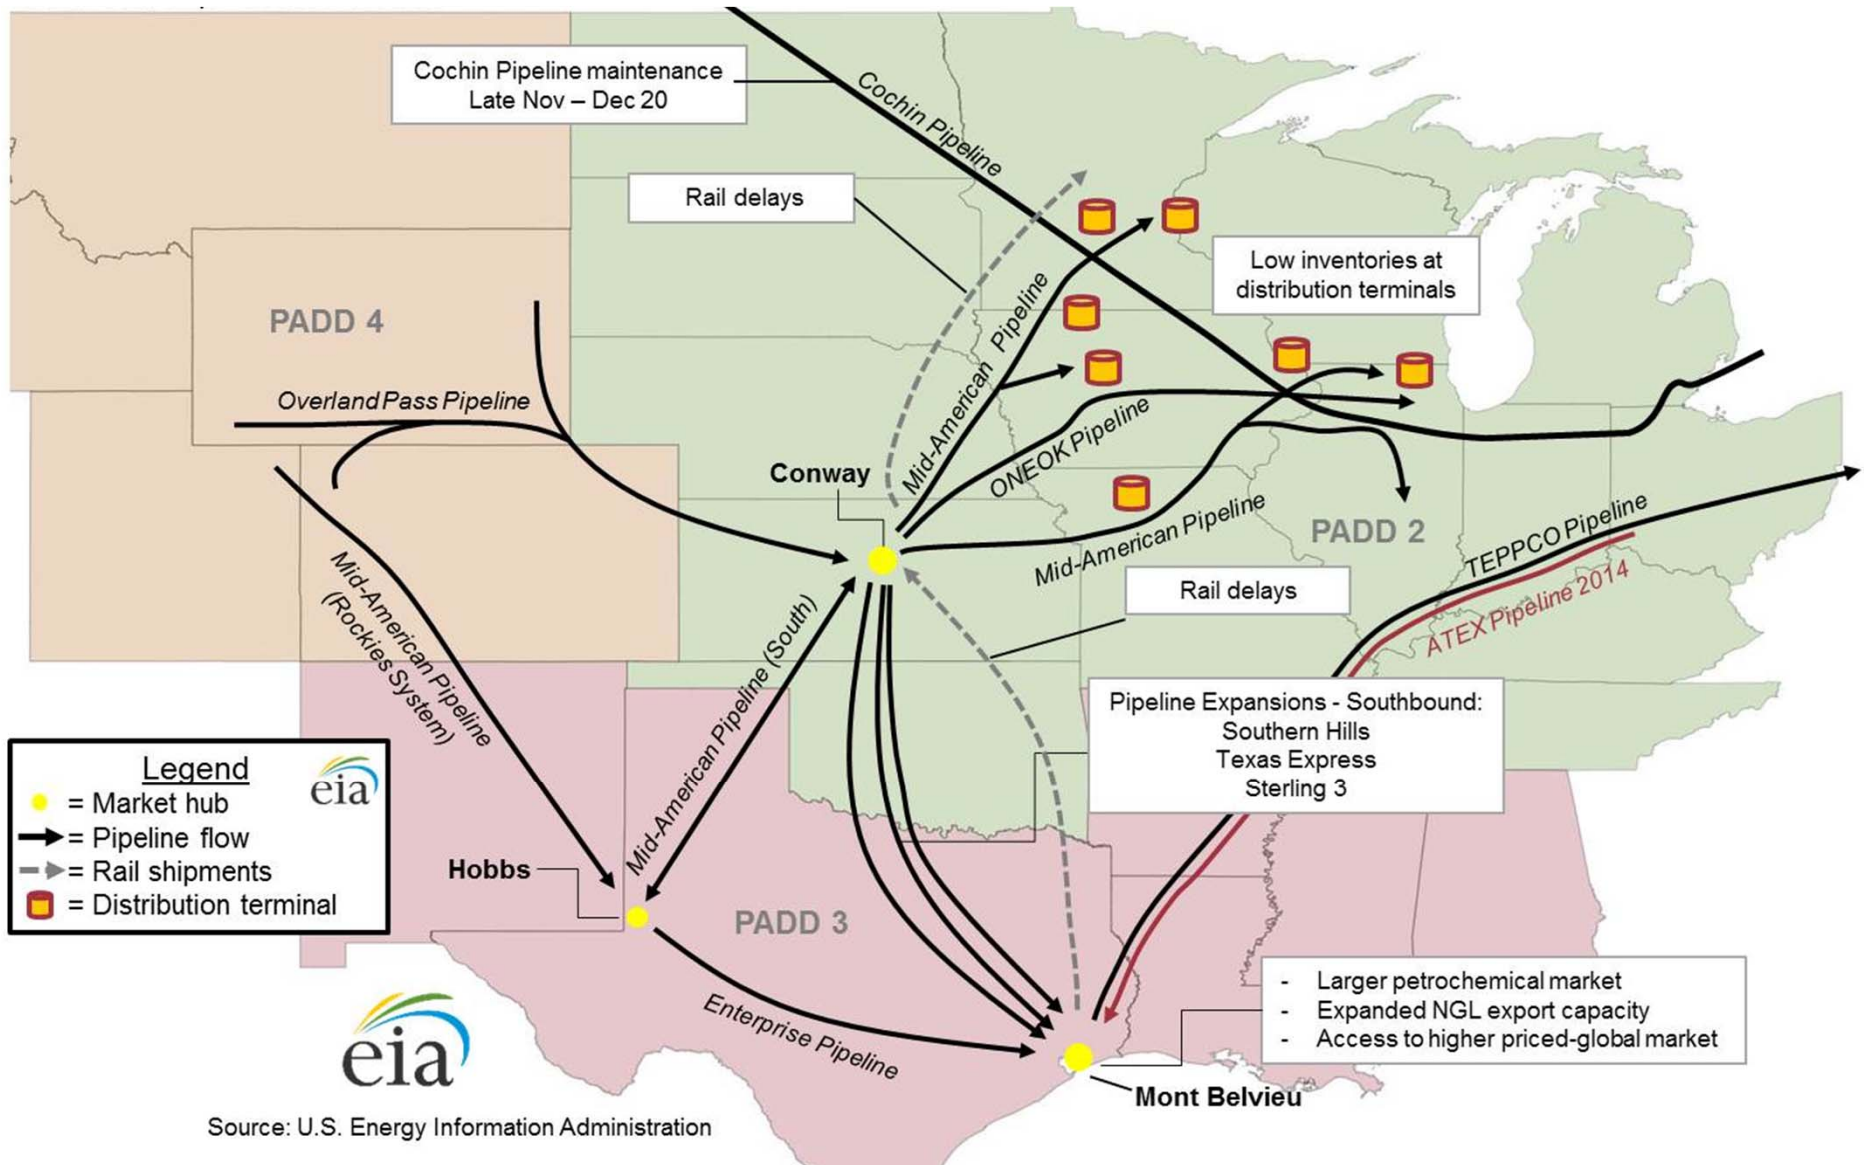 Cochin Pipeline maintenance
Late Nov – Dec 20
Cochin Pipeline
Rail delays
Low inventories at
distribution terminals
PADD 4
Overland Pass Pipeline
Mid-American Pipeline
ONEOK Pipeline
Conway
Mid-American Pipeline
PADD 2
TEPPCO Pipeline
ATEX Pipeline 2014
Rail delays
Mid-American Pipeline
(Rockies System)
Mid-American Pipeline (South)
Pipeline Expansions - Southbound:
Southern Hills
Texas Express
Sterling 3
Legend
eia
= Market hub
= Pipeline flow
= Rail shipments
= Distribution terminal
Hobbs
PADD 3
Enterprise Pipeline
- Larger petrochemical market
- Expanded NGL export capacity
- Access to higher priced-global market
Mont Belvieu
eia
Source: U.S. Energy Information Administration